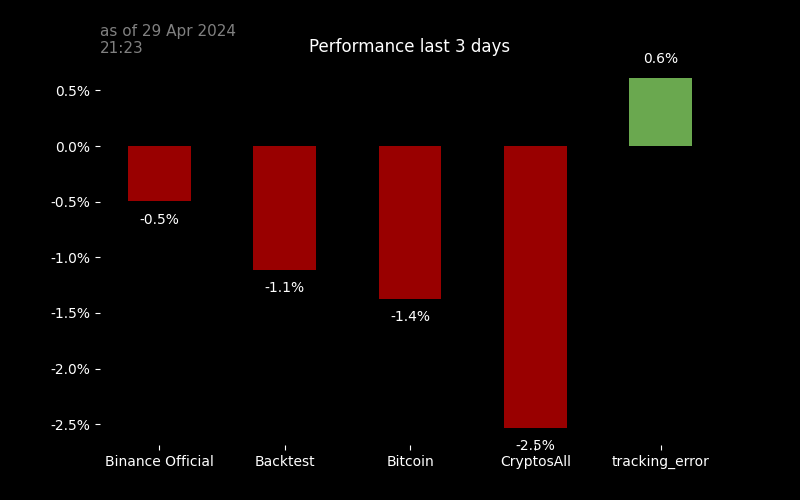 as of 29 Apr 2024
21:23
Performance last 3 days
0.6%
0.5%
0.0%
-0.5%
-1.0%
-1.5%
-2.0%
-2.5%
-0.5%
-1.1%
-1.4%
-2.5%
Binance Official
Backtest
Bitcoin
CryptosAll
tracking_error